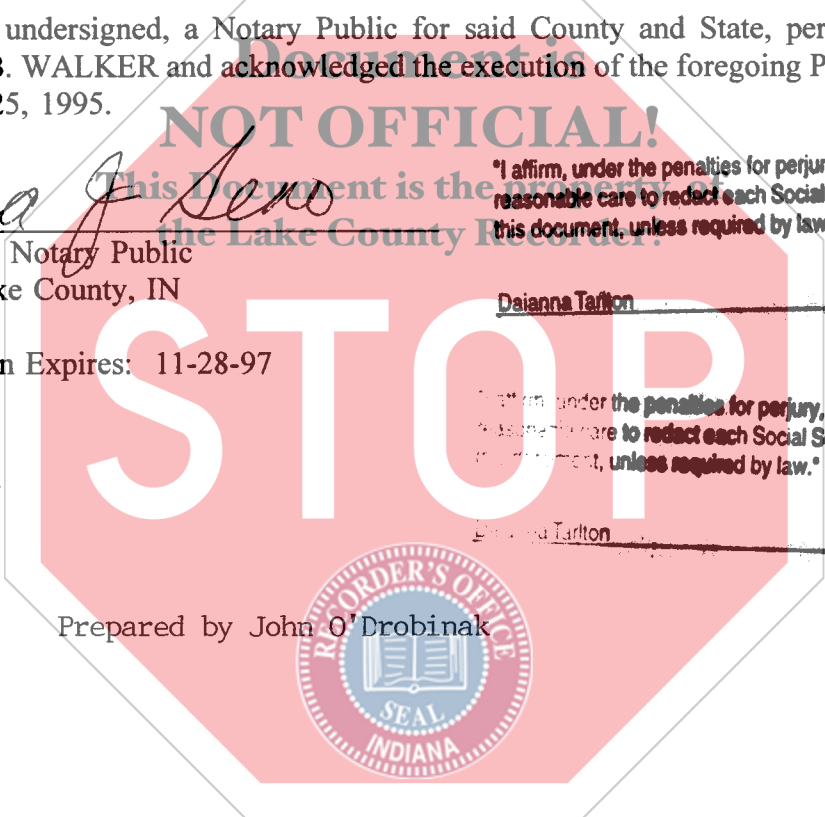 undersigned, a Notary Public for said County and State, per
Document is
B. WALKER and acknowledged the execution of the foregoing P
25, 1995.
NOT OFFICIAL!
This Document is the property
the Lake County Recorder!
J Seno
Notary Public
ke County, IN
n Expires: 11-28-97
"I affirm, under the penalties for perjur
reasonable care to redact each Social
this document, unless required by law
Daianna Tarlton
STOP
under the penalties for perjury,
care to redact each Social S
unless required by law."
Tarlton
Prepared by John O'Drobinak
RECORDER'S OFFICE
SEAL
INDIANA